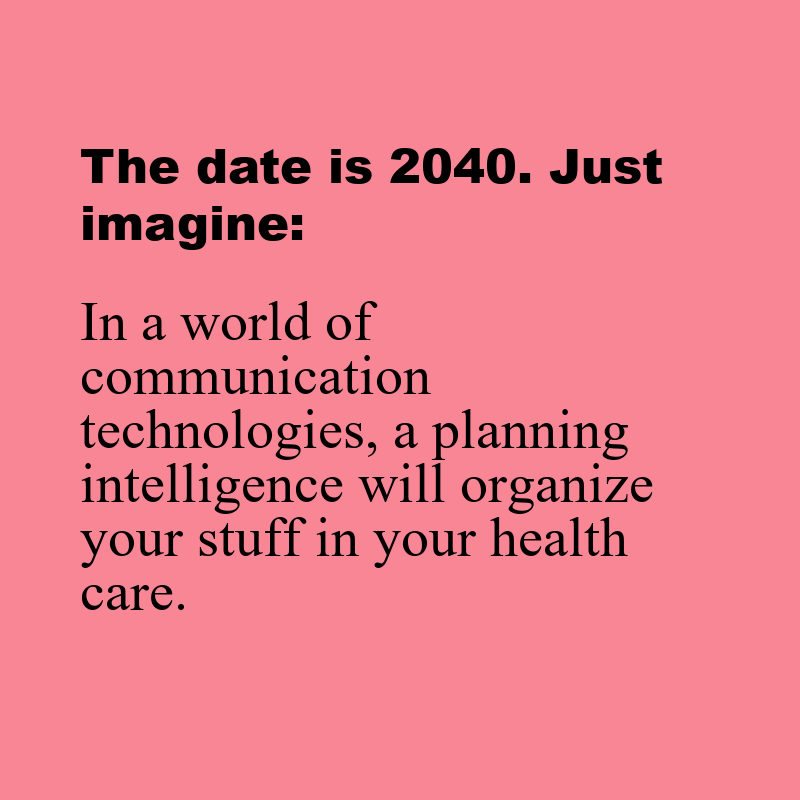 The date is 2040. Just
imagine:
In a world of
communication
technologies, a planning
intelligence will organize
your stuff in your health
care.